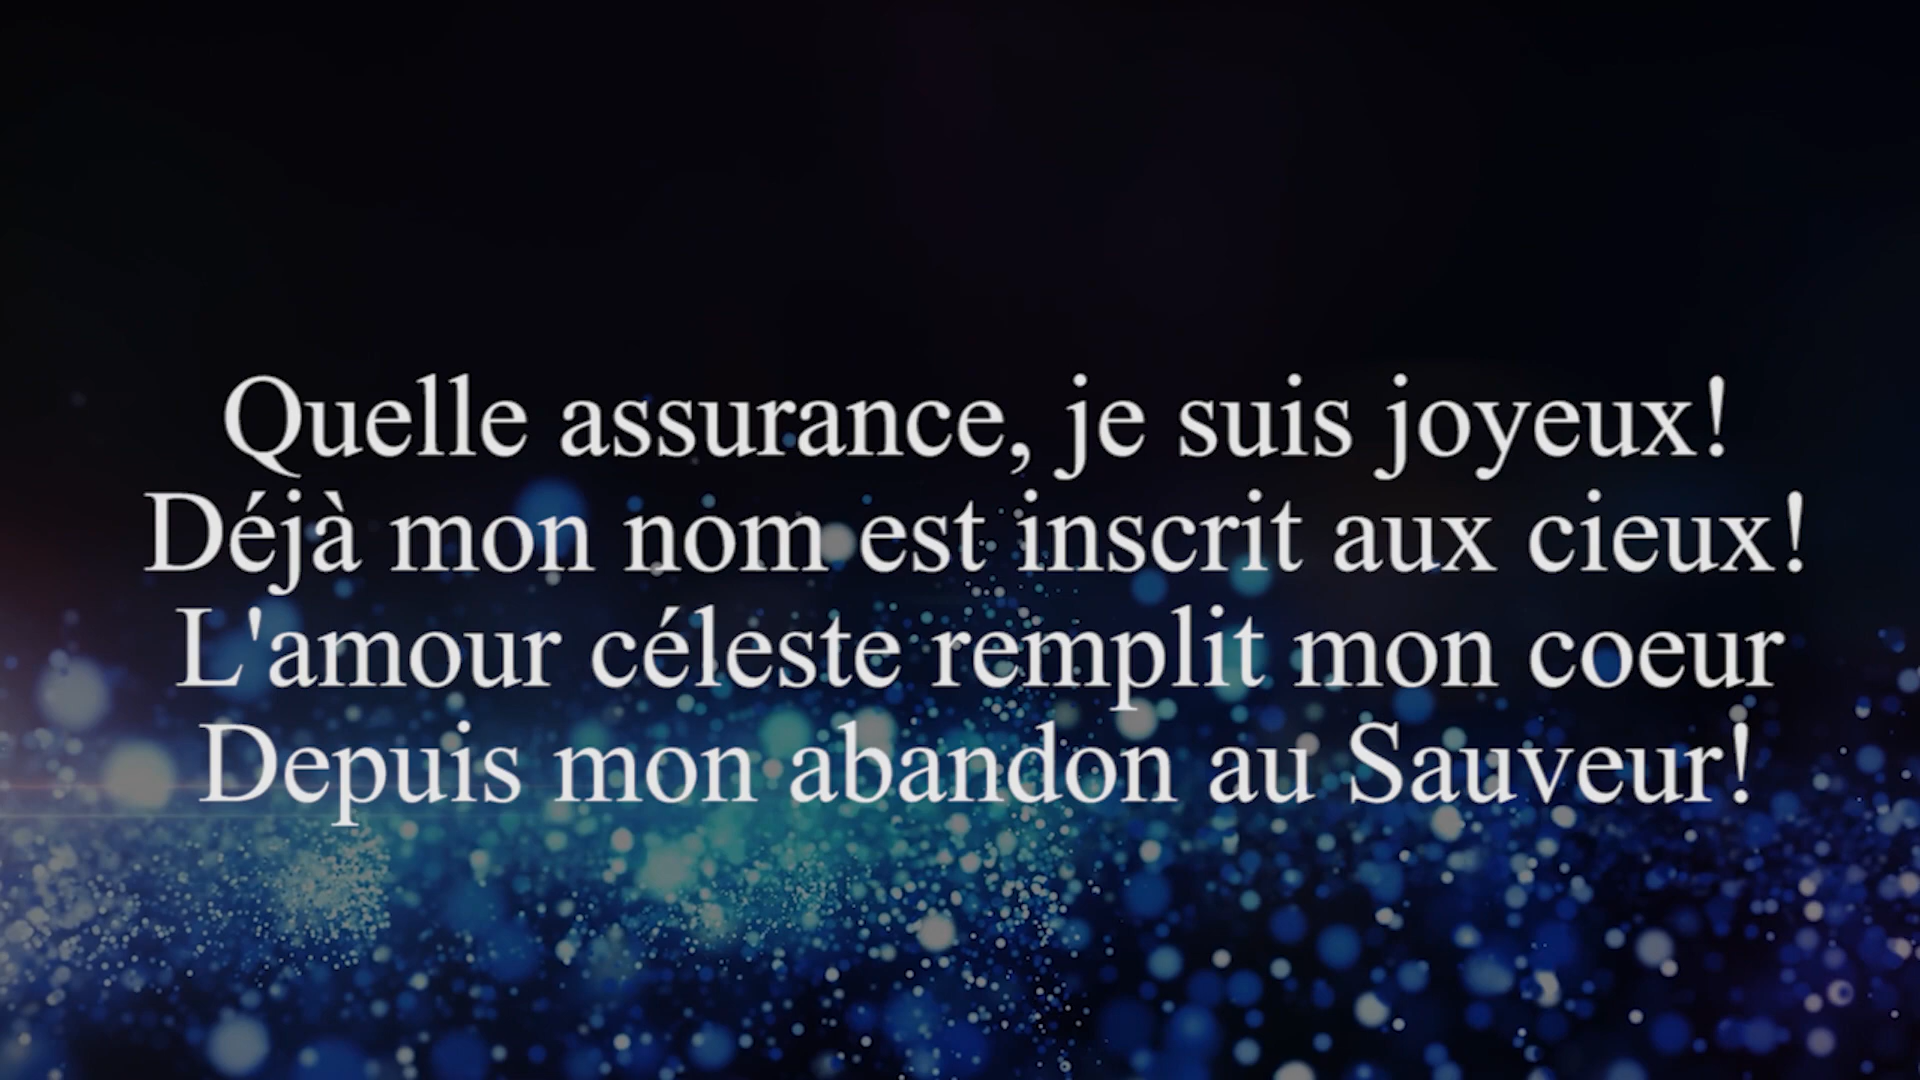 Quelle assurance, je suis joyeux!
Déjà mon nom est inscrit aux cieux!
L'amour céleste remplit mon coeur
Depuis mon abandon au Sauveur!